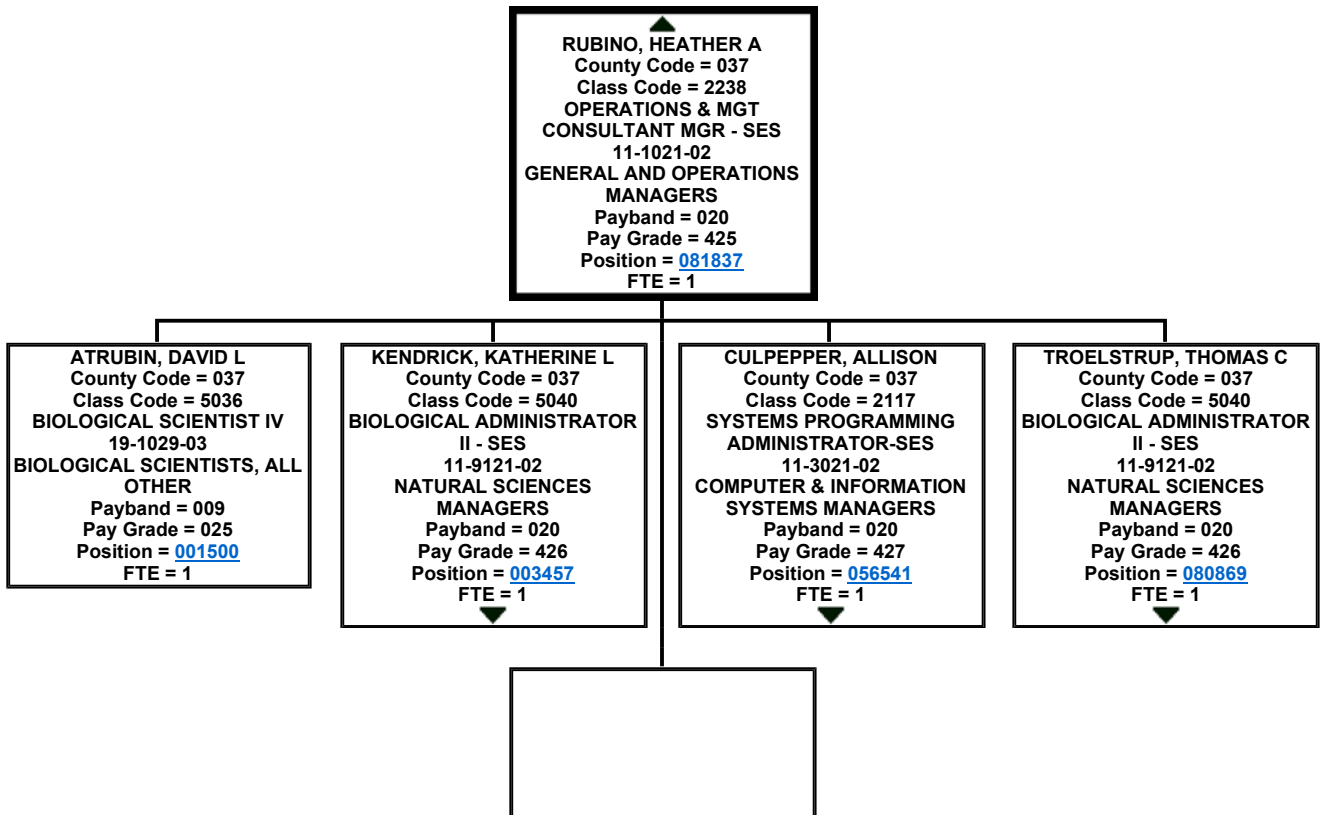 RUBINO, HEATHER A
County Code = 037
Class Code = 2238
OPERATIONS & MGT
CONSULTANT MGR - SES
11-1021-02
GENERAL AND OPERATIONS
MANAGERS
Payband = 020
Pay Grade = 425
Position = 081837
FTE = 1
ATRUBIN, DAVID L
County Code = 037
Class Code = 5036
BIOLOGICAL SCIENTIST IV
19-1029-03
BIOLOGICAL SCIENTISTS, ALL
OTHER
Payband = 009
Pay Grade = 025
Position = 001500
FTE = 1
KENDRICK, KATHERINE L
County Code = 037
Class Code = 5040
BIOLOGICAL ADMINISTRATOR
II - SES
11-9121-02
NATURAL SCIENCES
MANAGERS
Payband = 020
Pay Grade = 426
Position = 003457
FTE = 1
CULPEPPER, ALLISON
County Code = 037
Class Code = 2117
SYSTEMS PROGRAMMING
ADMINISTRATOR-SES
11-3021-02
COMPUTER & INFORMATION
SYSTEMS MANAGERS
Payband = 020
Pay Grade = 427
Position = 056541
FTE = 1
TROELSTRUP, THOMAS C
County Code = 037
Class Code = 5040
BIOLOGICAL ADMINISTRATOR
II - SES
11-9121-02
NATURAL SCIENCES
MANAGERS
Payband = 020
Pay Grade = 426
Position = 080869
FTE = 1